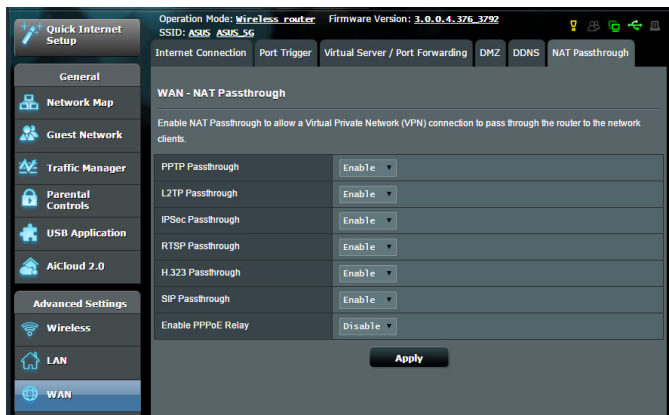 Quick Internet
Setup
General
Network Map
Guest Network
Traffic Manager
Parental
Controls
USB Application
AiCloud 2.0
Advanced Settings
Wireless
LAN
WAN
Operation Mode: Wireless router Firmware Version: 3.0.0.4.376_3792
SSID: ASUS ASUS_5G
Internet Connection Port Trigger Virtual Server / Port Forwarding DMZ DDNS NAT Passthrough
WAN - NAT Passthrough
Enable NAT Passthrough to allow a Virtual Private Network (VPN) connection to pass through the router to the network
clients.
PPTP Passthrough Enable
L2TP Passthrough Enable
IPSec Passthrough Enable
RTSP Passthrough Enable
H.323 Passthrough Enable
SIP Passthrough Enable
Enable PPPoE Relay Disable
Apply